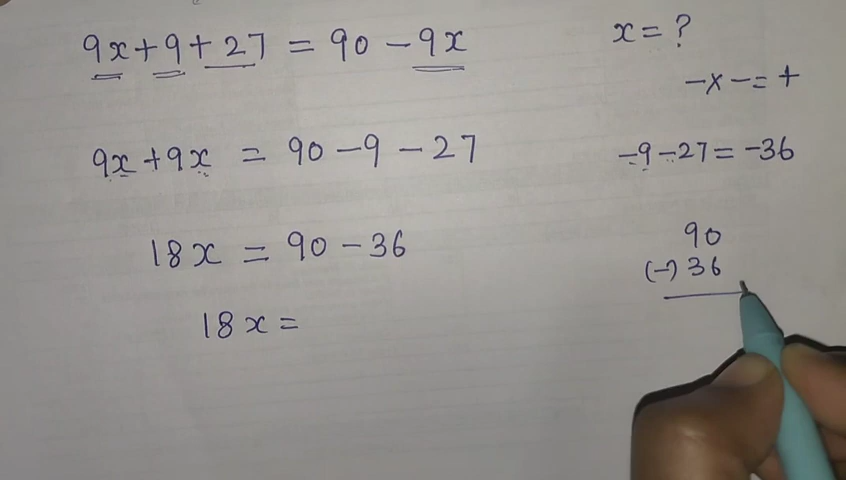 9x + 9 + 27 = 90 - 9x
x = ?
- x - = +
9x + 9x = 90 - 9 - 27
-9 - 27 = -36
18x = 90 - 36
90
(-) 36
18x =